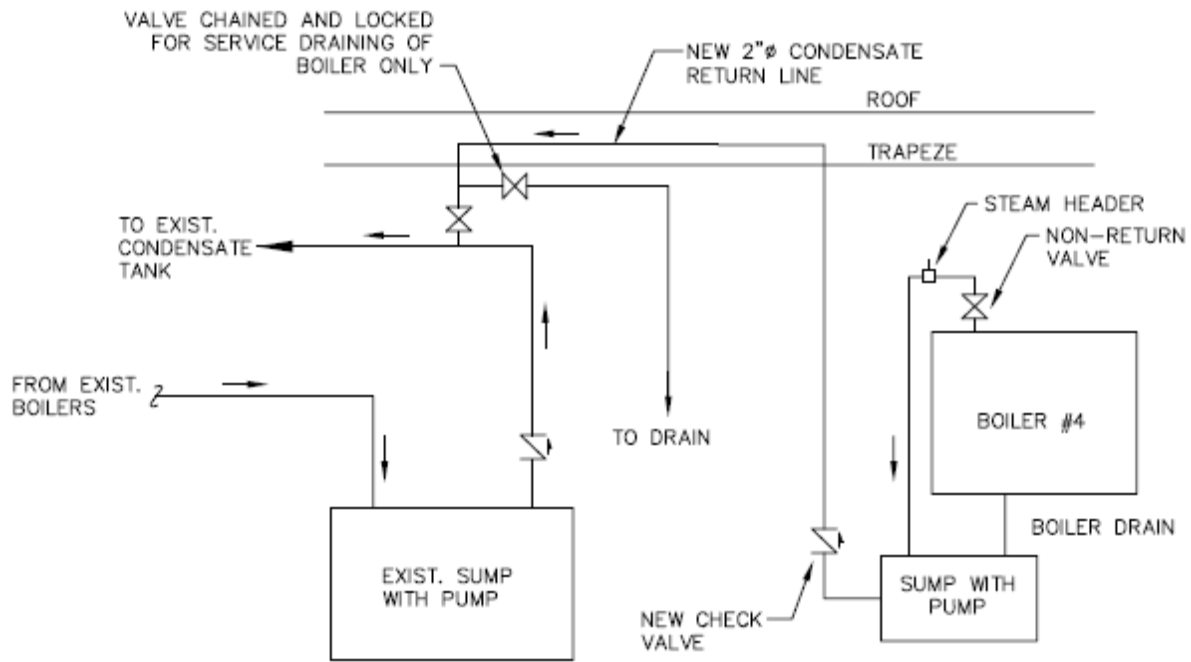 VALVE CHAINED AND LOCKED
FOR SERVICE DRAINING OF
BOILER ONLY
NEW 2"⌀ CONDENSATE
RETURN LINE
ROOF
TRAPEZE
TO EXIST.
CONDENSATE
TANK
STEAM HEADER
NON-RETURN
VALVE
FROM EXIST.
BOILERS
TO DRAIN
BOILER #4
BOILER DRAIN
EXIST. SUMP
WITH PUMP
SUMP WITH
PUMP
NEW CHECK
VALVE